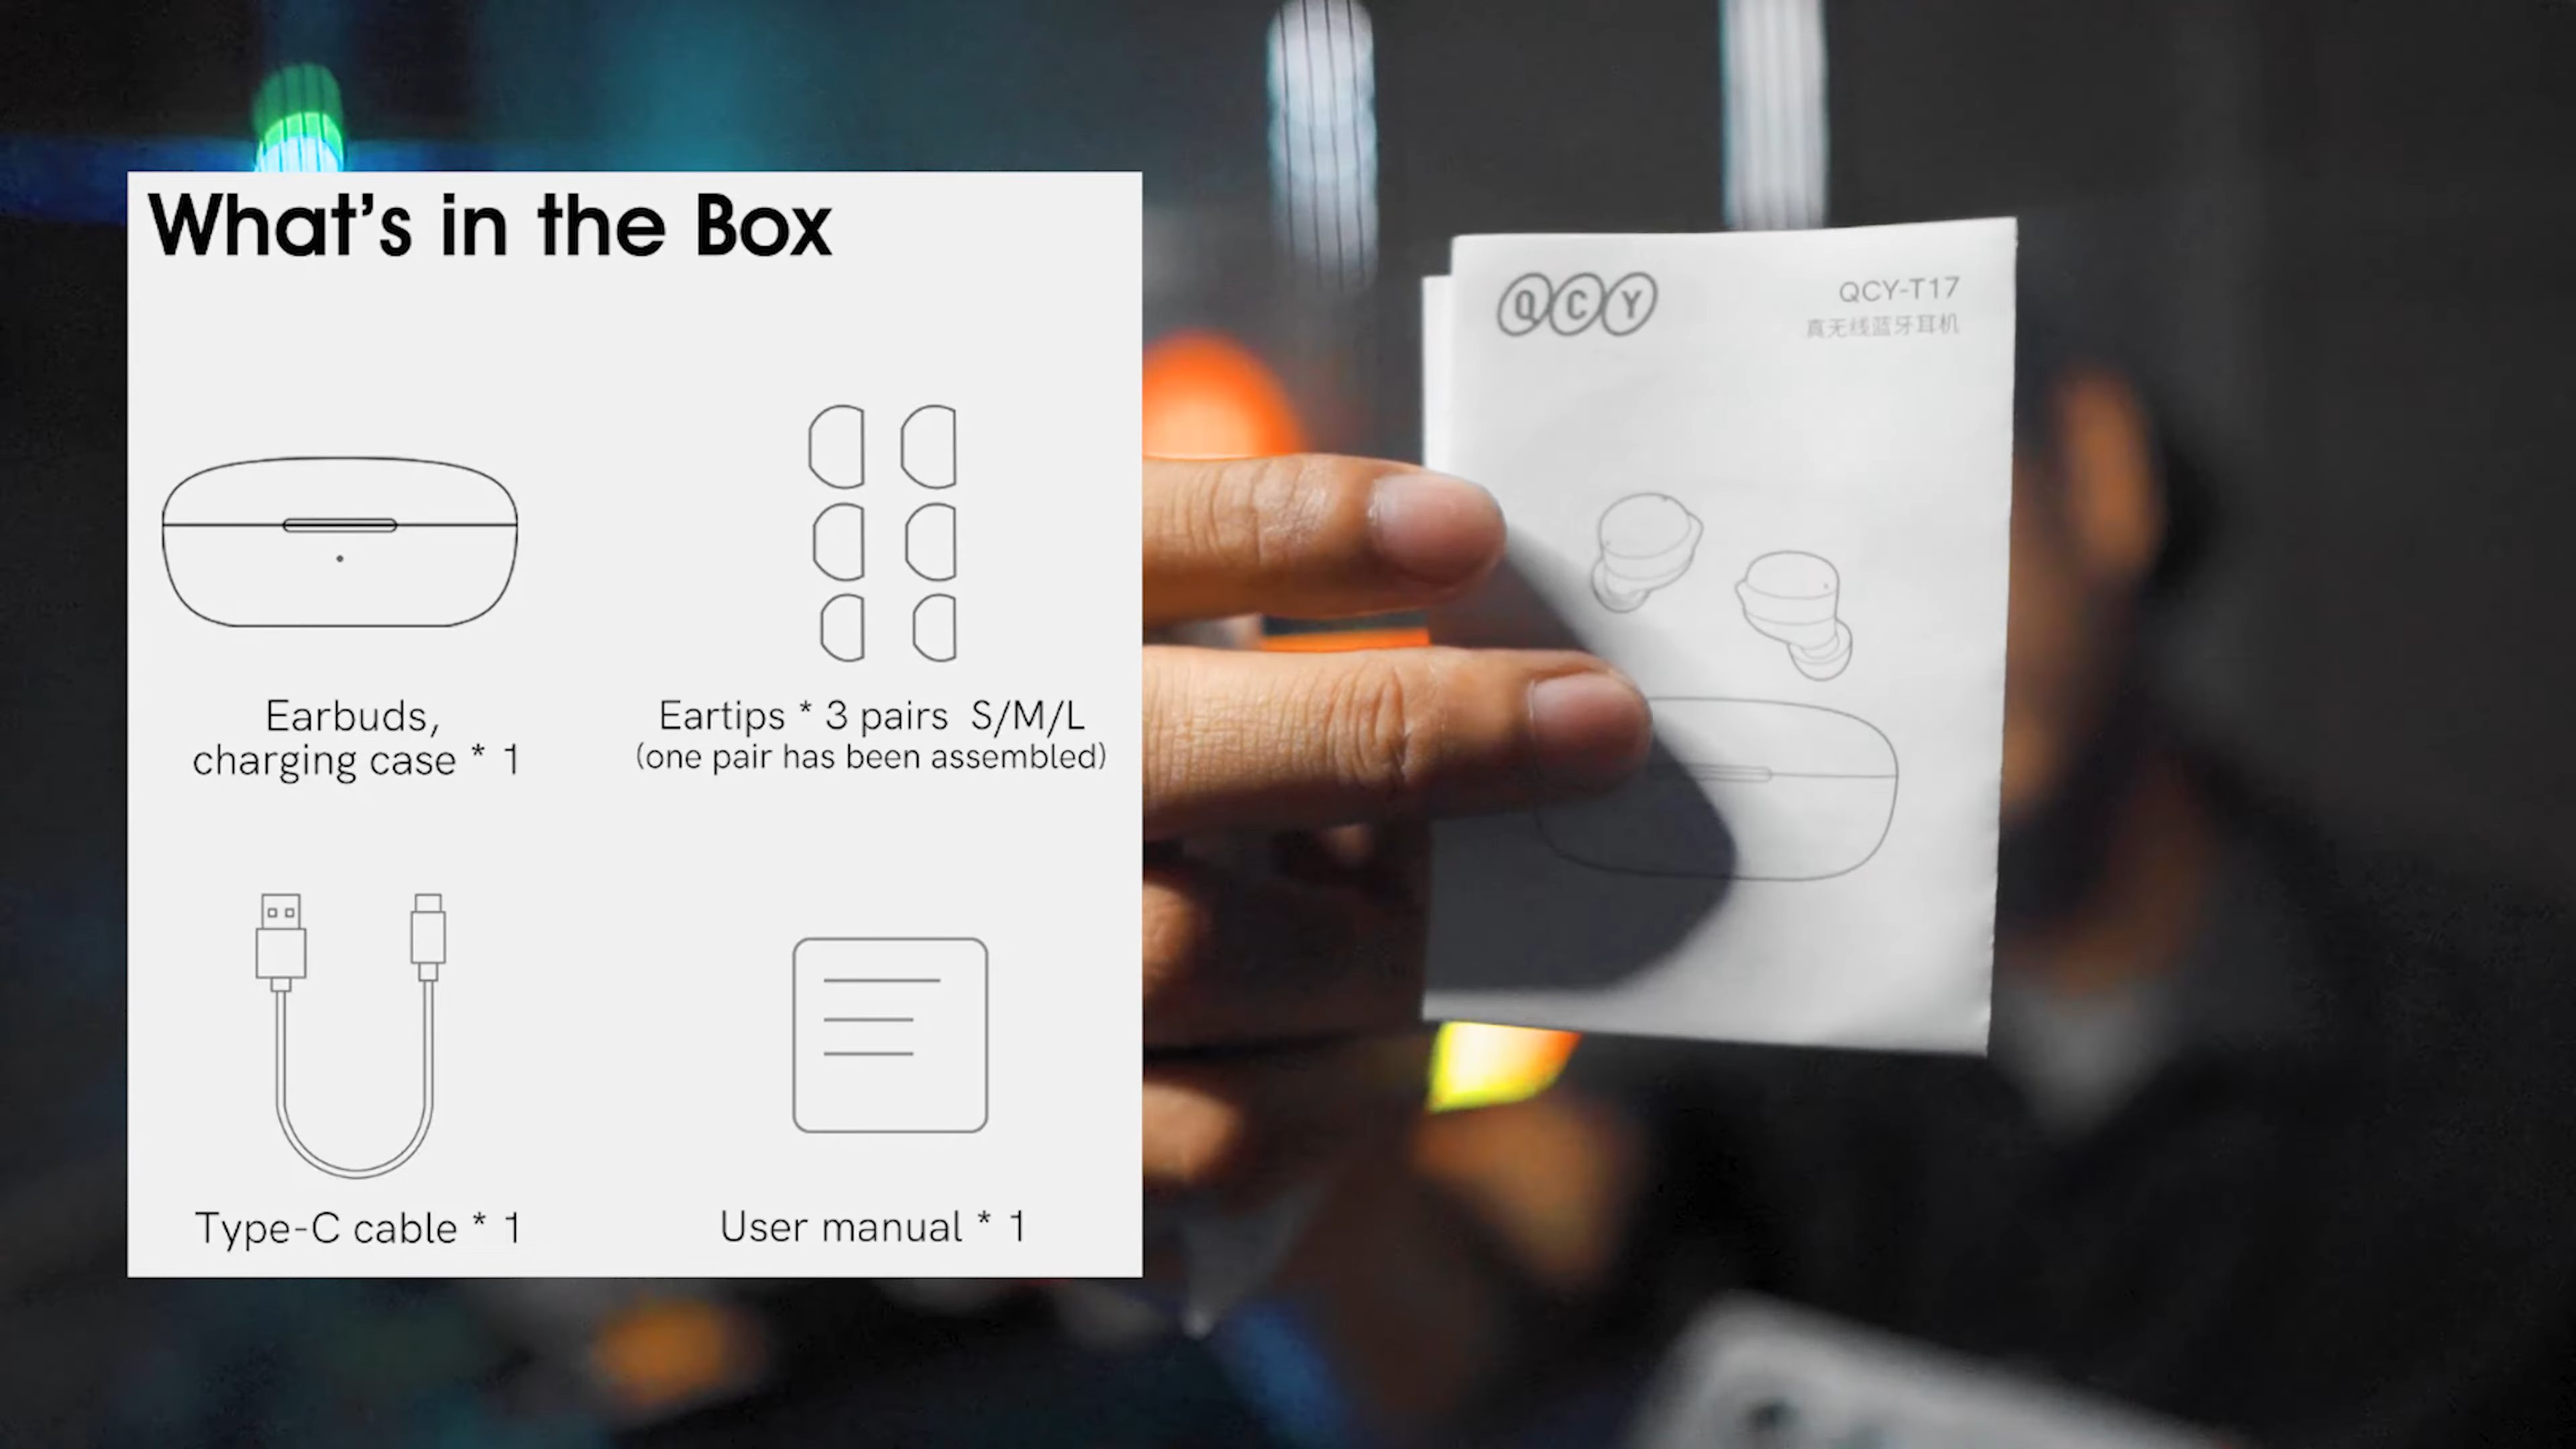 What's in the Box
Earbuds,
charging case * 1
Eartips * 3 pairs S/M/L
(one pair has been assembled)
Type-C cable * 1
User manual * 1
QCY
QCY-T17
真无线蓝牙耳机